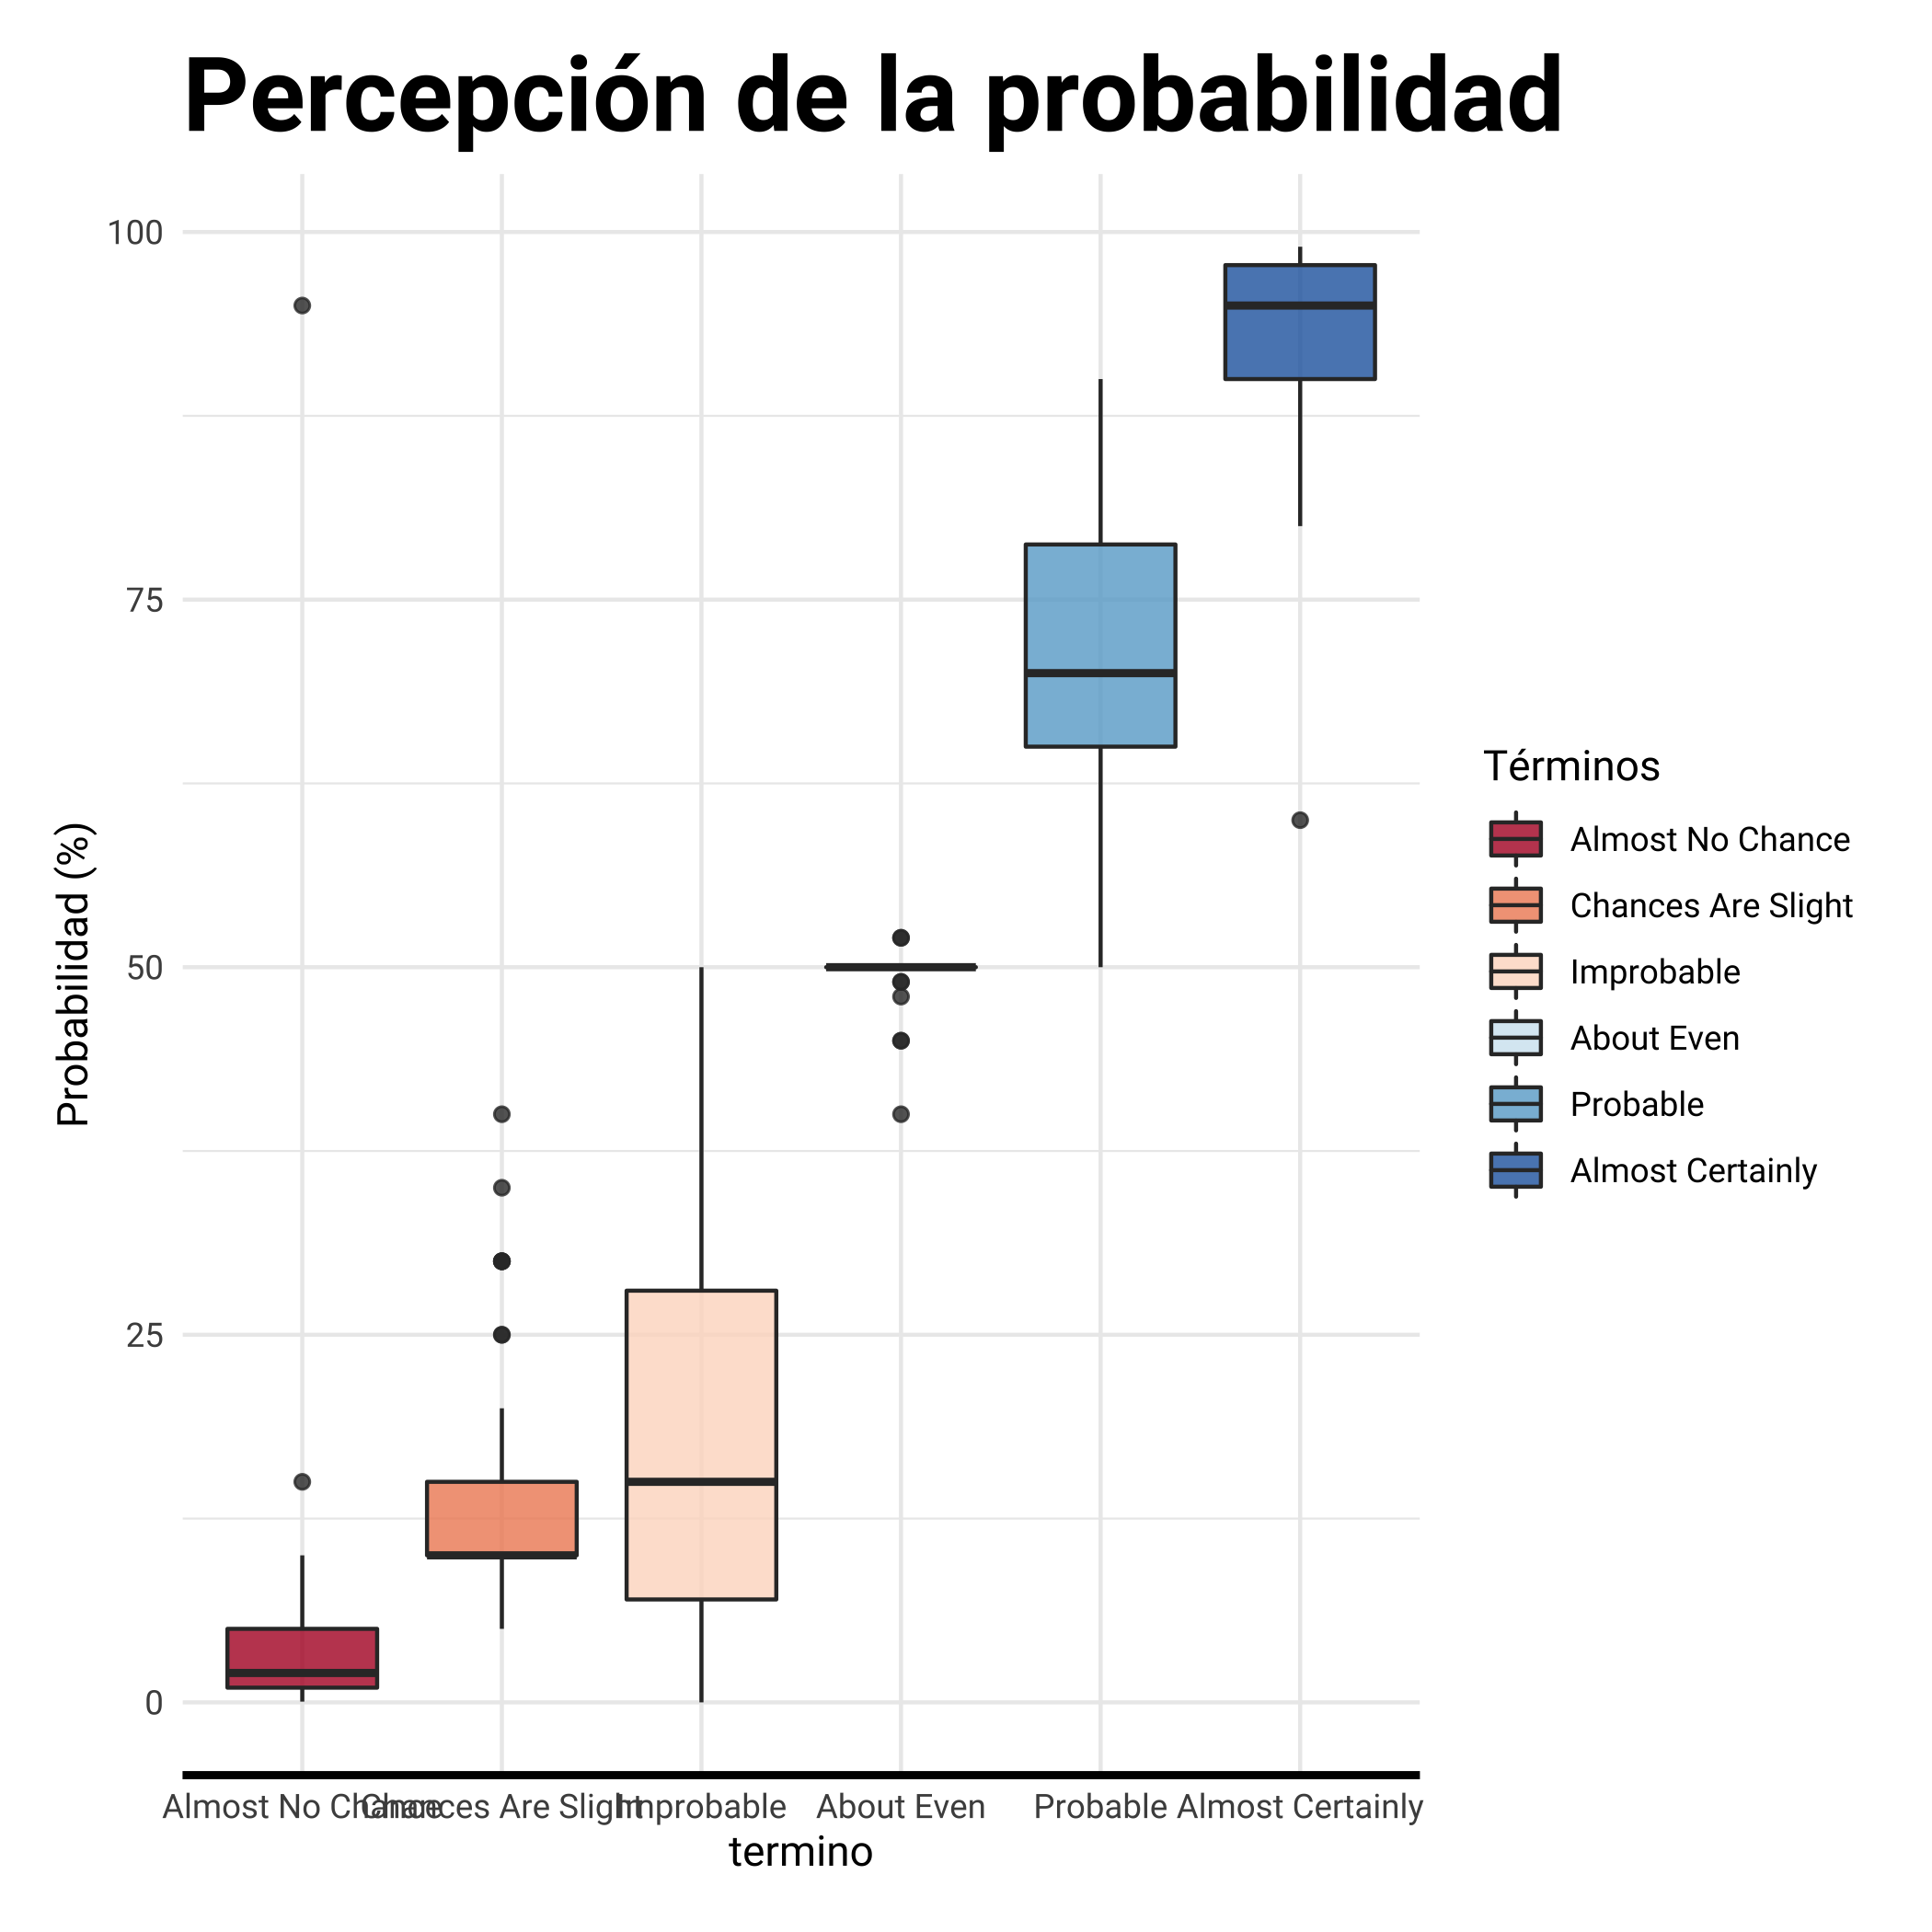 Percepción de la probabilidad
Probabilidad (%)
100
75
50
25
0
Almost No Chance
Chances Are Slight
Improbable
About Even
Probable
Almost Certainly
termino
Términos
Almost No Chance
Chances Are Slight
Improbable
About Even
Probable
Almost Certainly